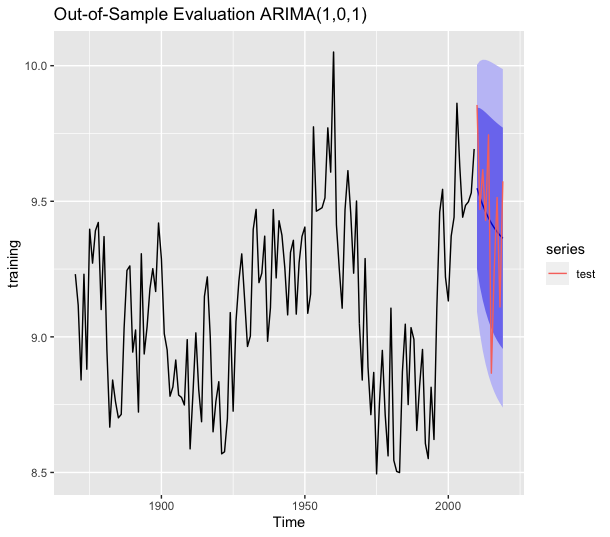 Out-of-Sample Evaluation ARIMA(1,0,1)
training
10.0
9.5
9.0
8.5
1900
1950
2000
Time
series
test